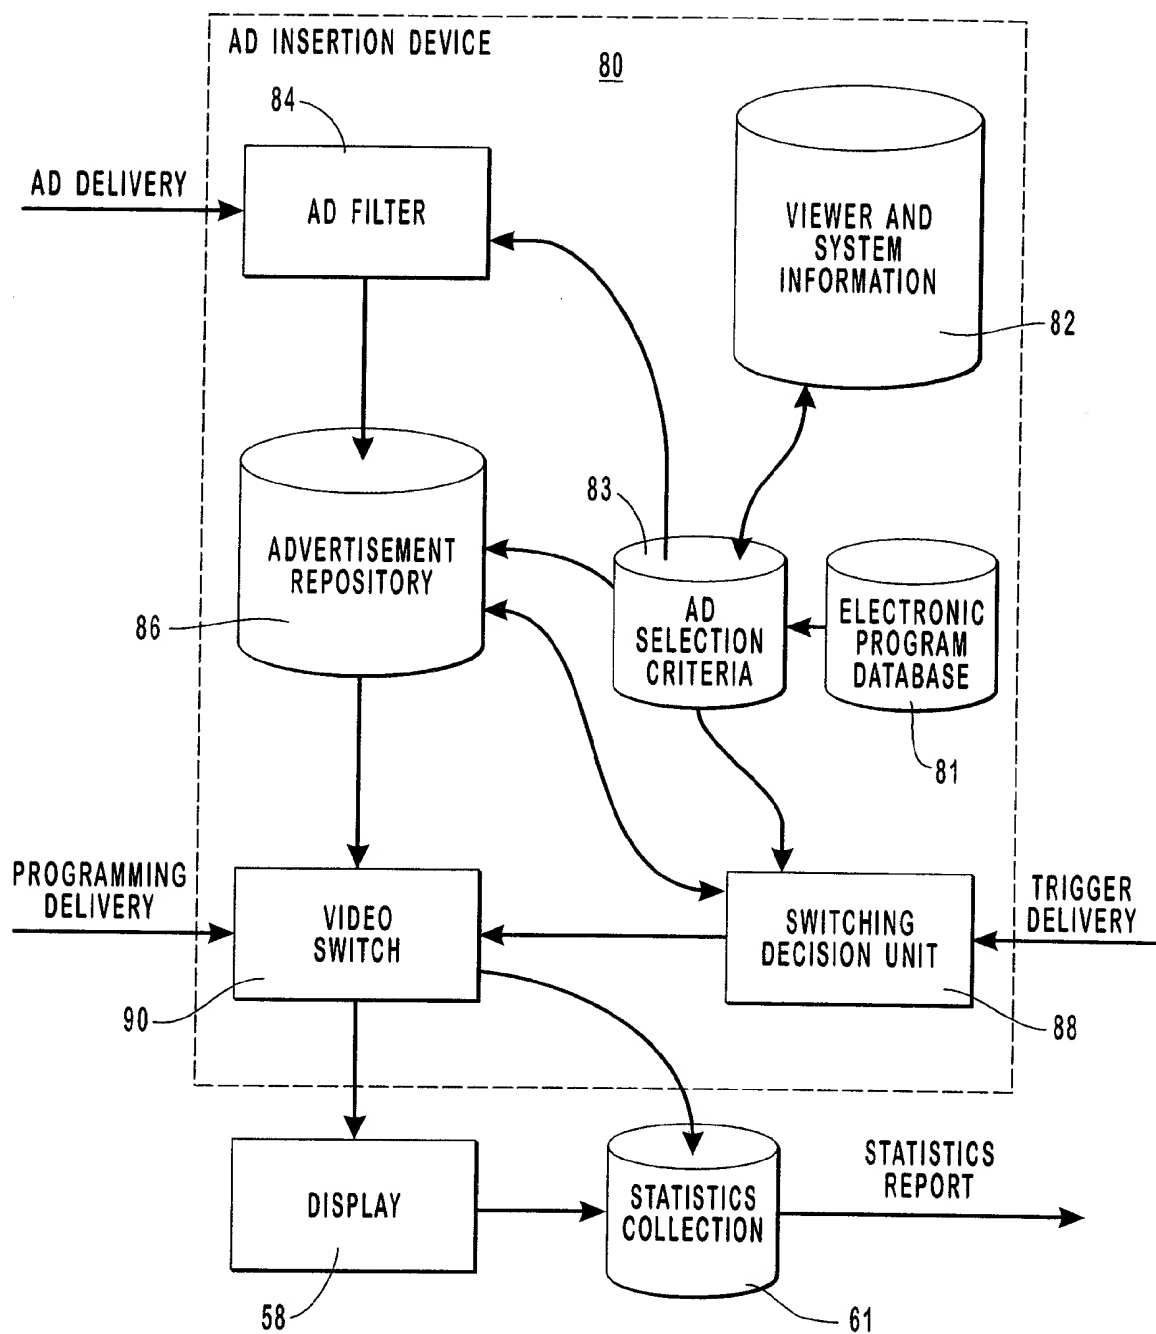 AD INSERTION DEVICE
80
84
AD DELIVERY
AD FILTER
VIEWER AND
SYSTEM
INFORMATION
82
83
ADVERTISEMENT
REPOSITORY
86
AD
SELECTION
CRITERIA
ELECTRONIC
PROGRAM
DATABASE
81
PROGRAMMING
DELIVERY
VIDEO
SWITCH
90
SWITCHING
DECISION UNIT
88
TRIGGER
DELIVERY
DISPLAY
58
STATISTICS
COLLECTION
61
STATISTICS
REPORT